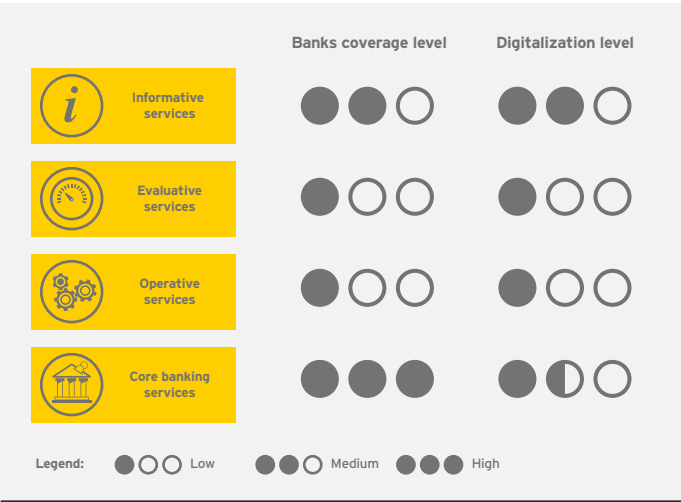 Banks coverage level
Digitalization level
Informative
services
Evaluative
services
Operative
services
Core banking
services
Legend:
Low
Medium
High